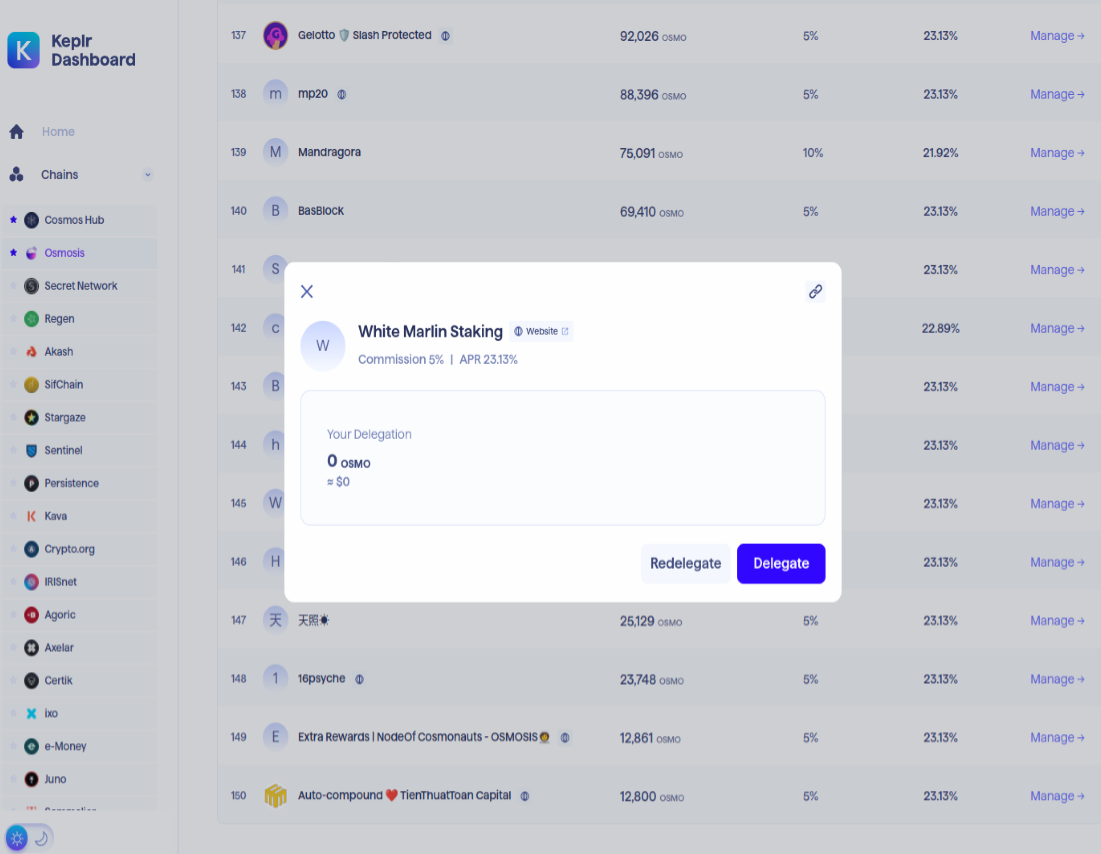 Keplr
Dashboard
Home
Chains
Cosmos Hub
Osmosis
Secret Network
Regen
Akash
SifChain
Stargaze
Sentinel
Persistence
Kava
Crypto.org
IRISnet
Agoric
Axelar
Certik
ixo
e-Money
Juno
137 Gelotto 🛡️ Slash Protected 92,026 OSMO 5% 23.13% Manage →
138 m mp20 88,396 OSMO 5% 23.13% Manage →
139 M Mandragora 75,091 OSMO 10% 21.92% Manage →
140 B BasBlock 69,410 OSMO 5% 23.13% Manage →
141 S 23.13% Manage →
142 c 22.89% Manage →
143 B 23.13% Manage →
144 h 23.13% Manage →
145 W 23.13% Manage →
146 H 23.13% Manage →
White Marlin Staking Website
W
Commission 5% | APR 23.13%
Your Delegation
0 OSMO
≈ $0
Redelegate Delegate
147 天 天照☀ 25,129 OSMO 5% 23.13% Manage →
148 1 16psyche 23,748 OSMO 5% 23.13% Manage →
149 E Extra Rewards | NodeOf Cosmonauts - OSMOSIS🧑‍🚀 12,861 OSMO 5% 23.13% Manage →
150 Auto-compound ❤️ TienThuatToan Capital 12,800 OSMO 5% 23.13% Manage →